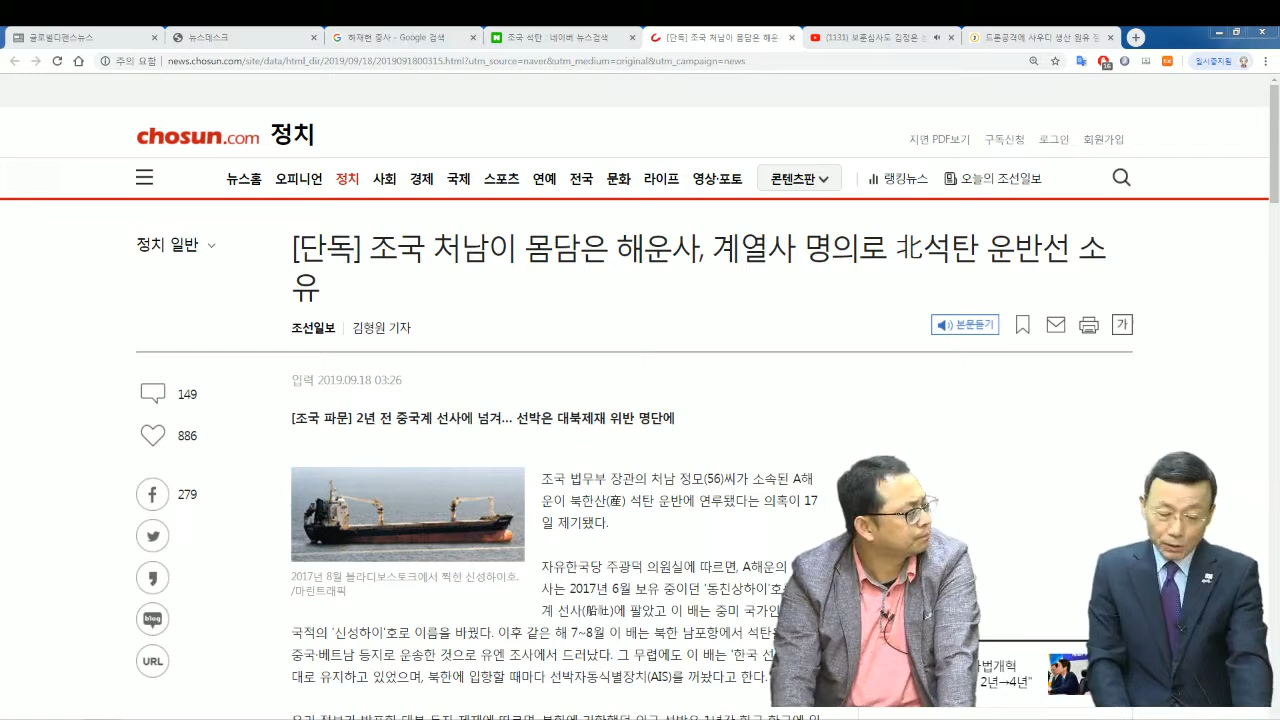 글로벌디펜스뉴스
뉴스데스크
하재헌 중사 - Google 검색
조국 석탄 : 네이버 뉴스검색
[단독] 조국 처남이 몸담은 해운
(1131) 보훈심사도 김정은
드론공격에 사우디 생산 원유
주의 요함
news.chosun.com/site/data/html_dir/2019/09/18/2019091800315.html?utm_source=naver&utm_medium=original&utm_campaign=news
16
일시중지됨
chosun.com 정치
지면 PDF보기 구독신청 로그인 회원가입
뉴스홈 오피니언 정치 사회 경제 국제 스포츠 연예 전국 문화 라이프 영상·포토 콘텐츠판 랭킹뉴스 오늘의 조선일보
정치 일반
[단독] 조국 처남이 몸담은 해운사, 계열사 명의로 北석탄 운반선 소
유
조선일보 김형원 기자
본문듣기
가
입력 2019.09.18 03:26
149
[조국 파문] 2년 전 중국계 선사에 넘겨... 선박은 대북제재 위반 명단에
886
279
blog
URL
조국 법무부 장관의 처남 정모(56)씨가 소속된 A해
운이 북한산(産) 석탄 운반에 연루됐다는 의혹이 17
일 제기됐다.
2017년 8월 블라디보스토크에서 찍힌 신성하이호.
/마린트래픽
자유한국당 주광덕 의원실에 따르면, A해운의
사는 2017년 6월 보유 중이던 '동친상하이'호
계 선사(船社)에 팔았고 이 배는 중미 국가인
국적의 '신성하이'호로 이름을 바꿨다. 이후 같은 해 7~8월 이 배는 북한 남포항에서 석탄
중국·베트남 등지로 운송한 것으로 유엔 조사에서 드러났다. 그 무렵에도 이 배는 '한국 선
대로 유지하고 있었으며, 북한에 입항할 때마다 선박자동식별장치(AIS)를 꺼놨다고 한다.
법개혁
2년→4년"